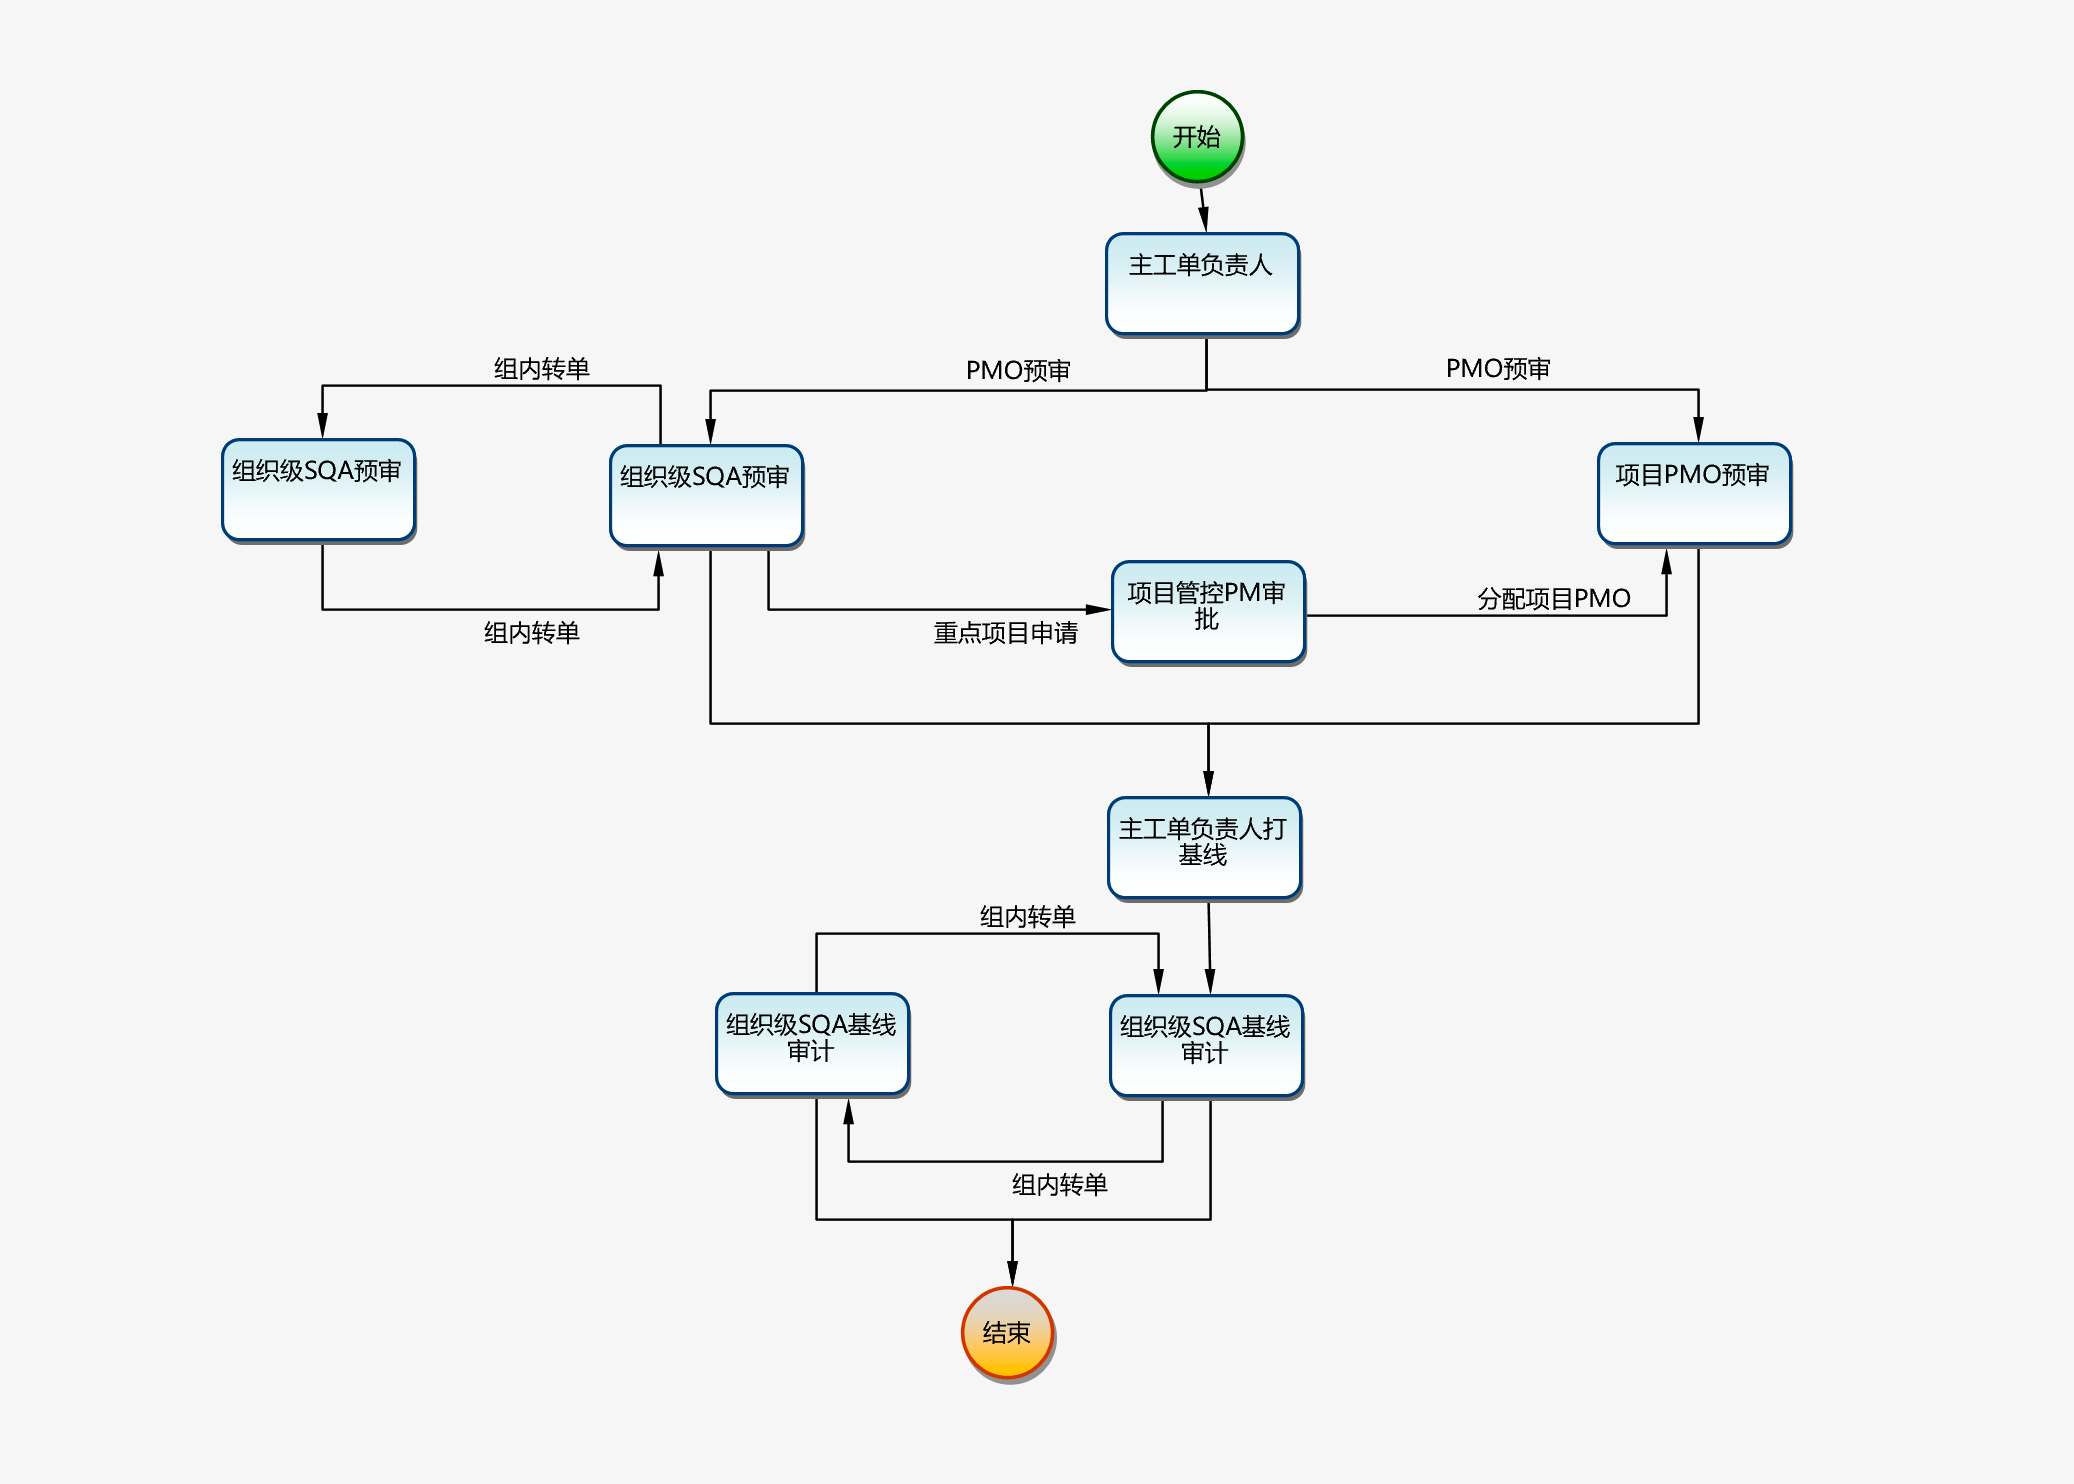 开始
主工单负责人
组内转单
PMO预审
PMO预审
组织级SQA预审
组织级SQA预审
项目PMO预审
项目管控PM审
批
分配项目PMO
组内转单
重点项目申请
主工单负责人打
基线
组内转单
组织级SQA基线
审计
组织级SQA基线
审计
组内转单
结束